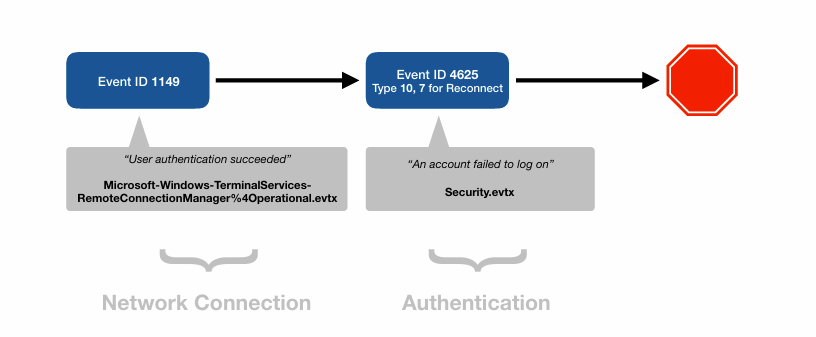 Event ID 1149
Event ID 4625
Type 10, 7 for Reconnect
“User authentication succeeded”
Microsoft-Windows-TerminalServices-
RemoteConnectionManager%4Operational.evtx
“An account failed to log on”
Security.evtx
Network Connection
Authentication